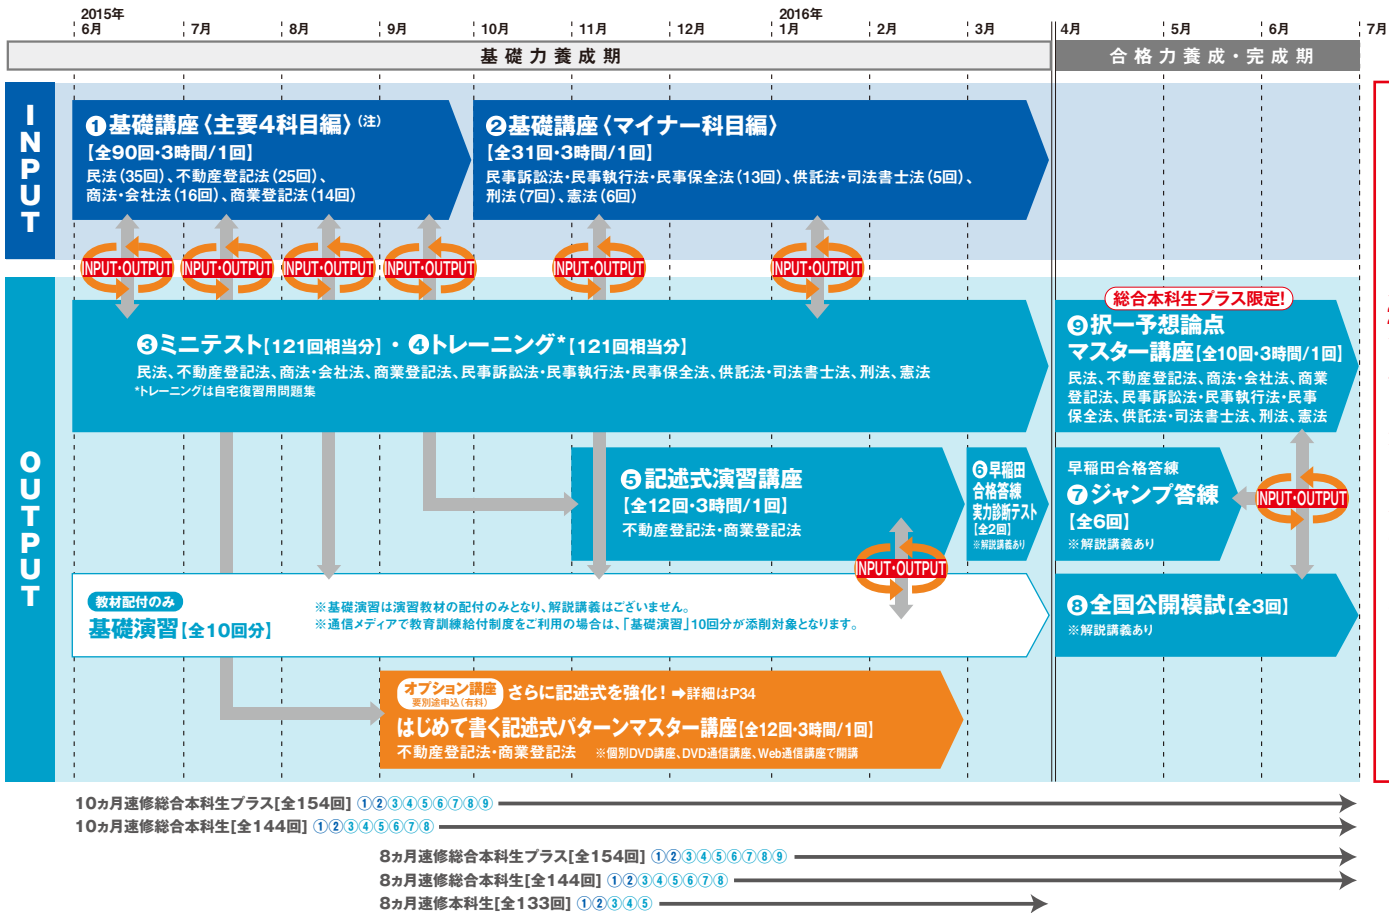 2015年
6月
7月
8月
9月
10月
11月
12月
2016年
1月
2月
3月
4月
5月
6月
7月
基礎力養成期
合格力養成・完成期
INPUT
❶基礎講座〈主要4科目編〉(注)
【全90回・3時間/1回】
民法(35回)、不動産登記法(25回)、
商法・会社法(16回)、商業登記法(14回)
❷基礎講座〈マイナー科目編〉
【全31回・3時間/1回】
民事訴訟法・民事執行法・民事保全法(13回)、供託法・司法書士法(5回)、
刑法(7回)、憲法(6回)
INPUT・OUTPUT
INPUT・OUTPUT
INPUT・OUTPUT
INPUT・OUTPUT
INPUT・OUTPUT
INPUT・OUTPUT
OUTPUT
❸ミニテスト[121回相当分]・❹トレーニング*[121回相当分]
民法、不動産登記法、商法・会社法、商業登記法、民事訴訟法・民事執行法・民事保全法、供託法・司法書士法、刑法、憲法
*トレーニングは自宅復習用問題集
総合本科生プラス限定!
❾択一予想論点
マスター講座[全10回・3時間/1回]
民法、不動産登記法、商法・会社法、商業
登記法、民事訴訟法・民事執行法・民事
保全法、供託法・司法書士法、刑法、憲法
❺記述式演習講座
【全12回・3時間/1回】
不動産登記法・商業登記法
❻早稲田
合格答練
実力診断テスト
[全2回]
※解説講義あり
早稲田合格答練
❼ジャンプ答練
【全6回】
※解説講義あり
INPUT・OUTPUT
INPUT・OUTPUT
教材配付のみ
基礎演習[全10回分]
※基礎演習は演習教材の配付のみとなり、解説講義はございません。
※通信メディアで教育訓練給付制度をご利用の場合は、「基礎演習」10回分が添削対象となります。
❽全国公開模試[全3回]
※解説講義あり
オプション講座
要別途申込(有料)
さらに記述式を強化!➡詳細はP34
はじめて書く記述式パターンマスター講座[全12回・3時間/1回]
不動産登記法・商業登記法 ※個別DVD講座、DVD通信講座、Web通信講座で開講
10ヵ月速修総合本科生プラス[全154回]①②③④⑤⑥⑦⑧⑨
10ヵ月速修総合本科生[全144回]①②③④⑤⑥⑦⑧
8ヵ月速修総合本科生プラス[全154回]①②③④⑤⑥⑦⑧⑨
8ヵ月速修総合本科生[全144回]①②③④⑤⑥⑦⑧
8ヵ月速修本科生[全133回]①②③④⑤